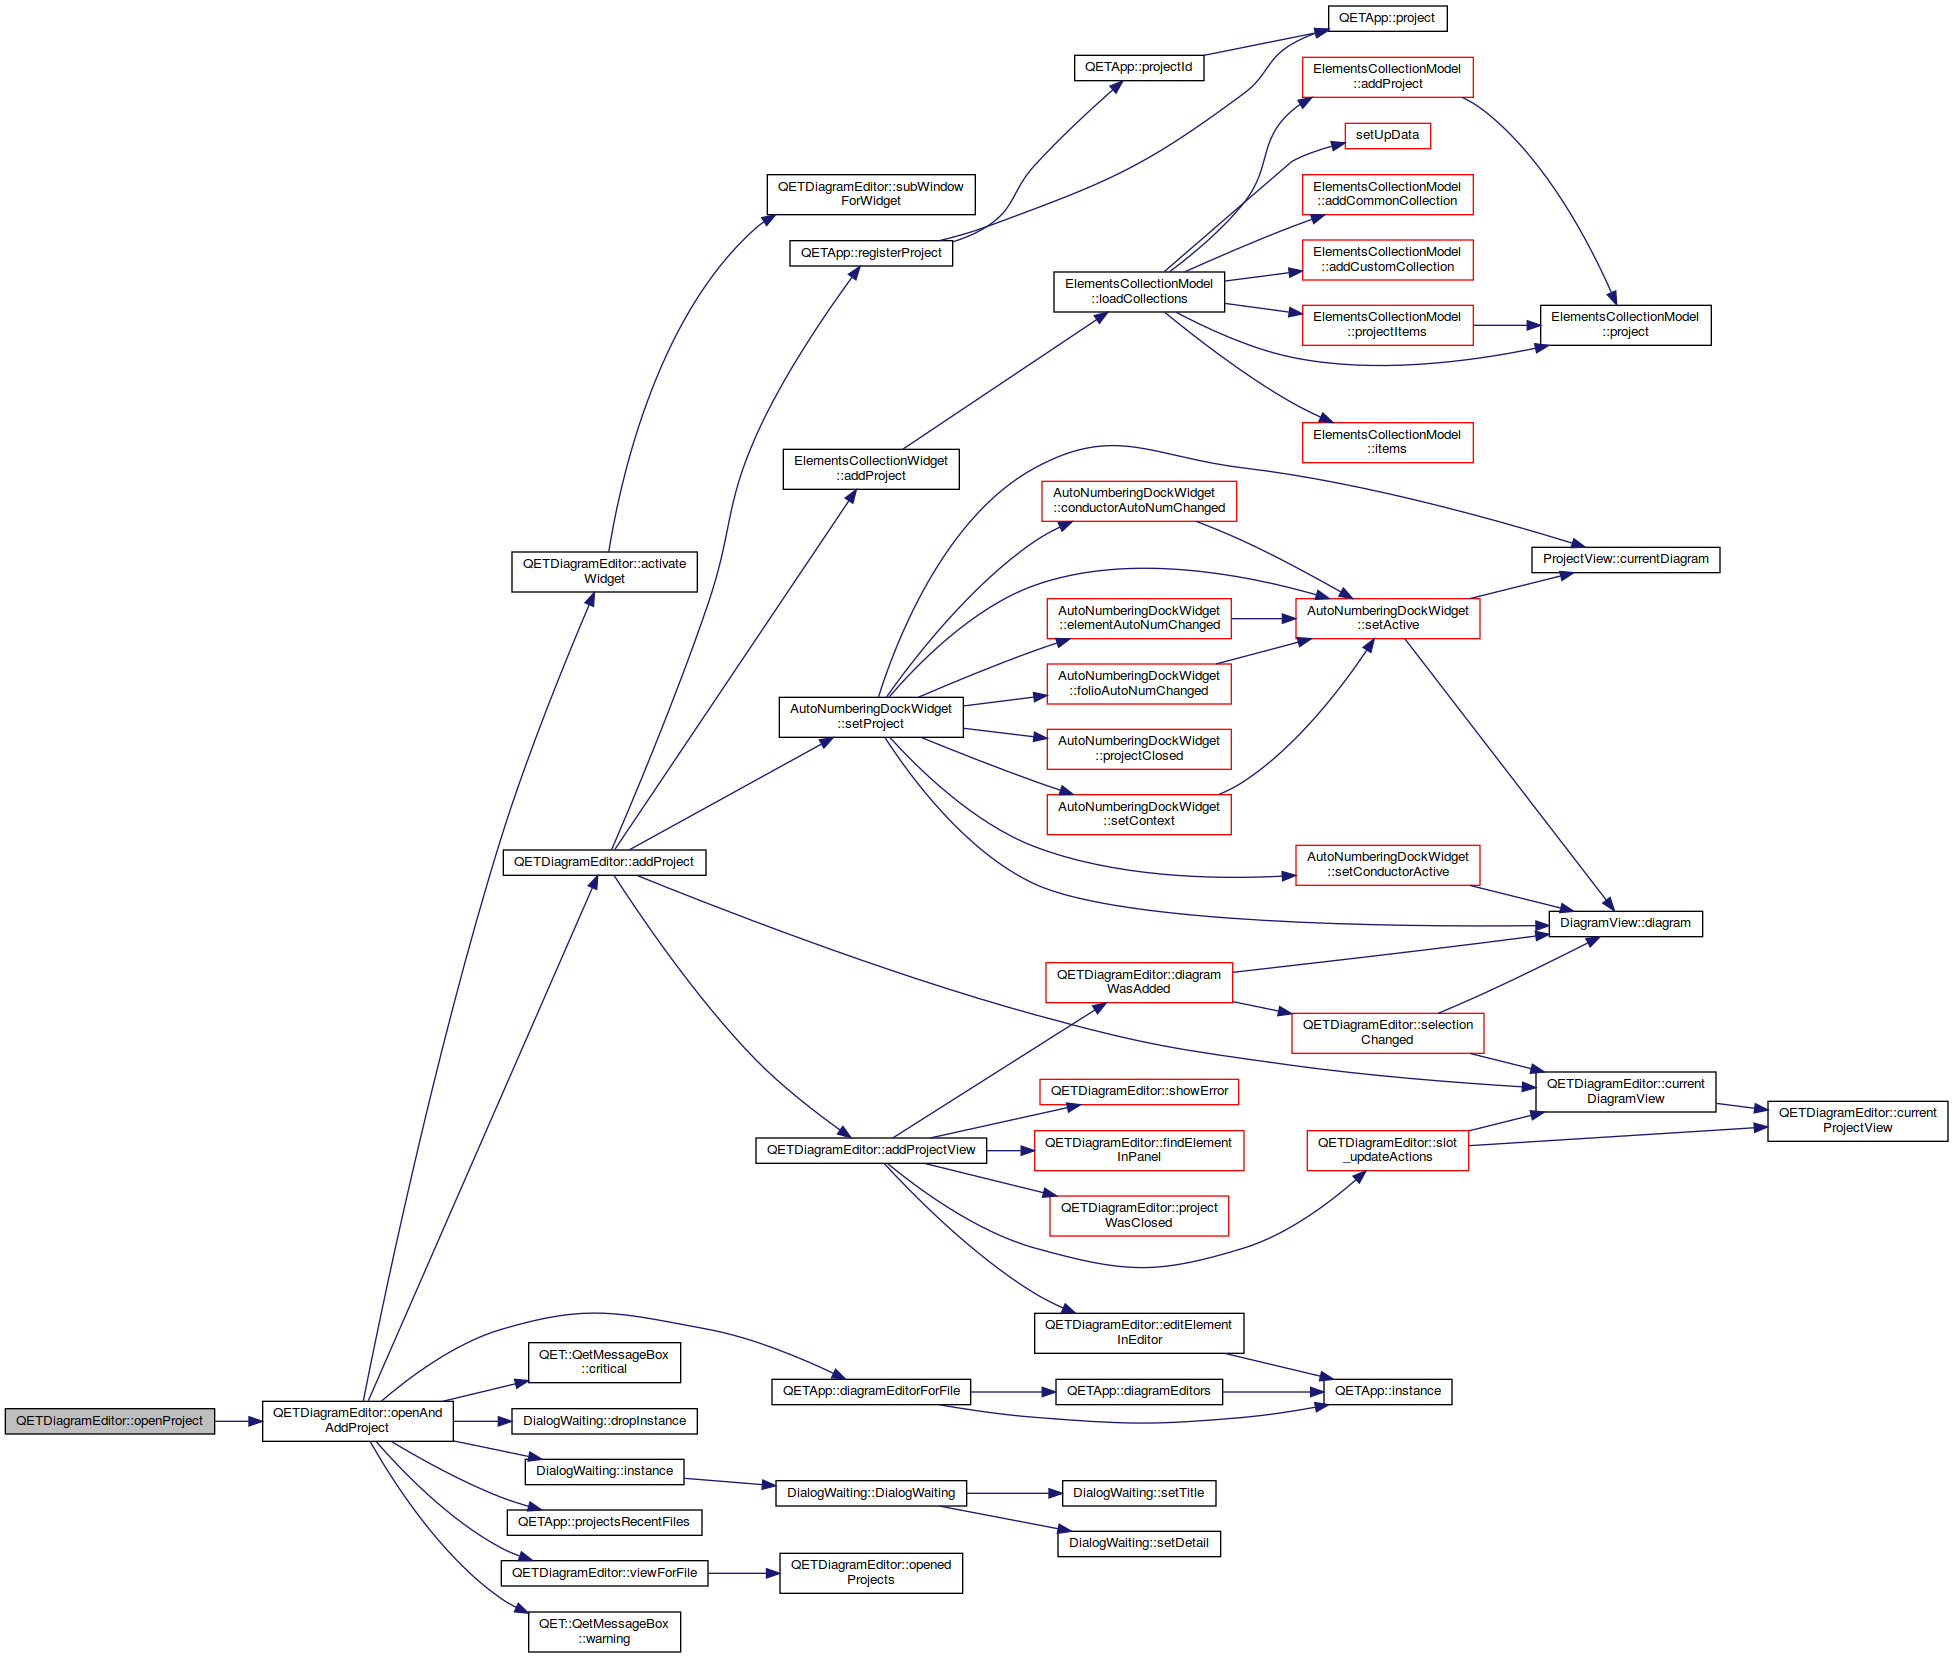 QETApp::project
QETApp::projectId
ElementsCollectionModel
::addProject
setUpData
QETDiagramEditor::subWindow
ForWidget
ElementsCollectionModel
::addCommonCollection
QETApp::registerProject
ElementsCollectionModel
::addCustomCollection
ElementsCollectionModel
::loadCollections
ElementsCollectionModel
::projectItems
ElementsCollectionModel
::project
ElementsCollectionModel
::items
ElementsCollectionWidget
::addProject
AutoNumberingDockWidget
::conductorAutoNumChanged
ProjectView::currentDiagram
QETDiagramEditor::activate
Widget
AutoNumberingDockWidget
::elementAutoNumChanged
AutoNumberingDockWidget
::setActive
AutoNumberingDockWidget
::folioAutoNumChanged
AutoNumberingDockWidget
::setProject
AutoNumberingDockWidget
::projectClosed
AutoNumberingDockWidget
::setContext
QETDiagramEditor::addProject
AutoNumberingDockWidget
::setConductorActive
DiagramView::diagram
QETDiagramEditor::diagram
WasAdded
QETDiagramEditor::selection
Changed
QETDiagramEditor::showError
QETDiagramEditor::current
DiagramView
QETDiagramEditor::current
ProjectView
QETDiagramEditor::addProjectView
QETDiagramEditor::findElement
InPanel
QETDiagramEditor::slot
_updateActions
QETDiagramEditor::project
WasClosed
QETDiagramEditor::editElement
InEditor
QET::QetMessageBox
::critical
QETApp::diagramEditorForFile
QETApp::diagramEditors
QETApp::instance
QETDiagramEditor::openProject
QETDiagramEditor::openAnd
AddProject
DialogWaiting::dropInstance
DialogWaiting::instance
DialogWaiting::DialogWaiting
DialogWaiting::setTitle
QETApp::projectsRecentFiles
DialogWaiting::setDetail
QETDiagramEditor::viewForFile
QETDiagramEditor::opened
Projects
QET::QetMessageBox
::warning